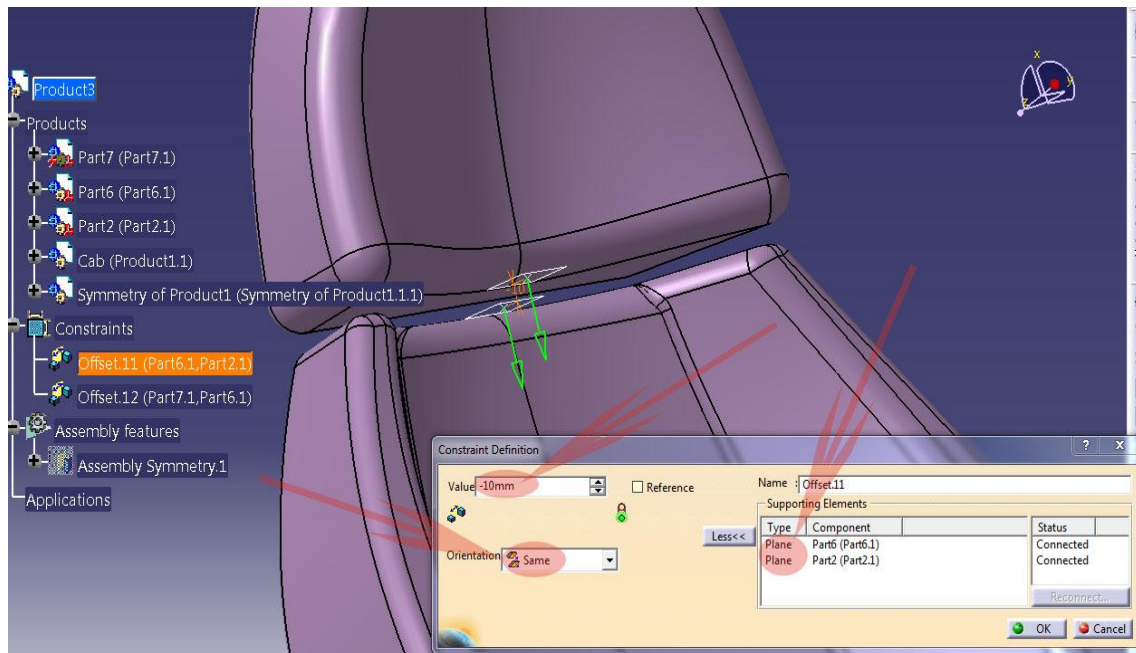 Product3
Products
Part7 (Part7.1)
Part6 (Part6.1)
Part2 (Part2.1)
Cab (Product1.1)
Symmetry of Product1 (Symmetry of Product1.1.1)
Constraints
Offset.11 (Part6.1,Part2.1)
Offset.12 (Part7.1,Part6.1)
Assembly features
Assembly Symmetry.1
Applications
-10
x
y
z
Constraint Definition
? X
Value -10mm
Reference
Name : Offset.11
Supporting Elements
Type Component Status
Plane Part6 (Part6.1) Connected
Plane Part2 (Part2.1) Connected
Less<<
Orientation Same
Reconnect...
OK Cancel